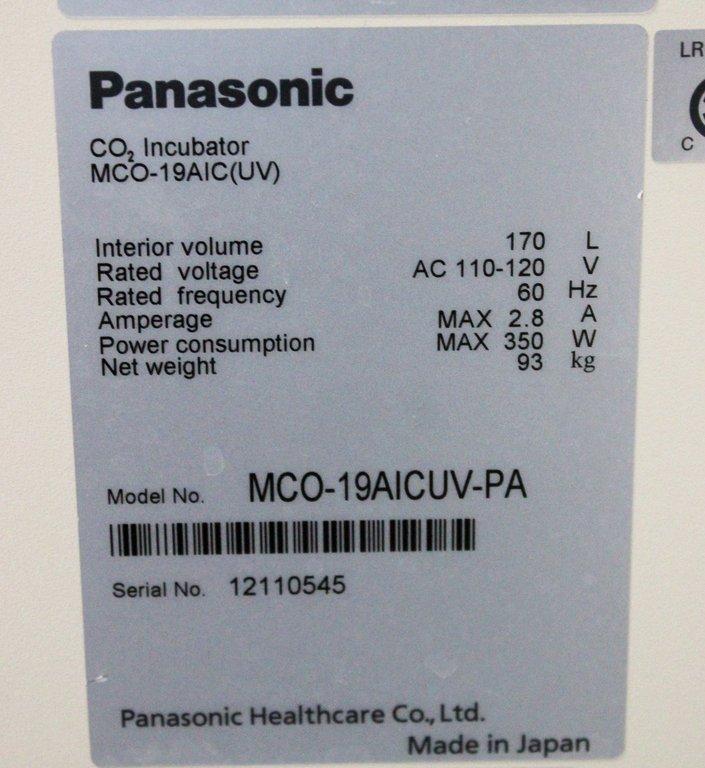 Panasonic
CO₂ Incubator
MCO-19AIC(UV)
Interior volume 170 L
Rated voltage AC 110-120 V
Rated frequency 60 Hz
Amperage MAX 2.8 A
Power consumption MAX 350 W
Net weight 93 kg
Model No. MCO-19AICUV-PA
Serial No. 12110545
Panasonic Healthcare Co., Ltd.
Made in Japan
LR
C